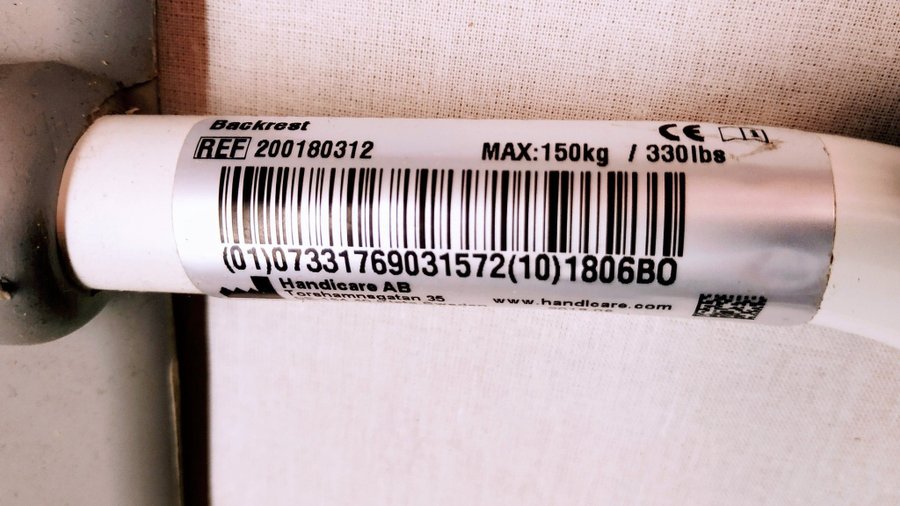 Backrest
REF 200180312 MAX:150kg / 330lbs
CE
(01)07331769031572(10)1806BO
Handicare AB
Torshamnsgatan 35 www.handicare.com